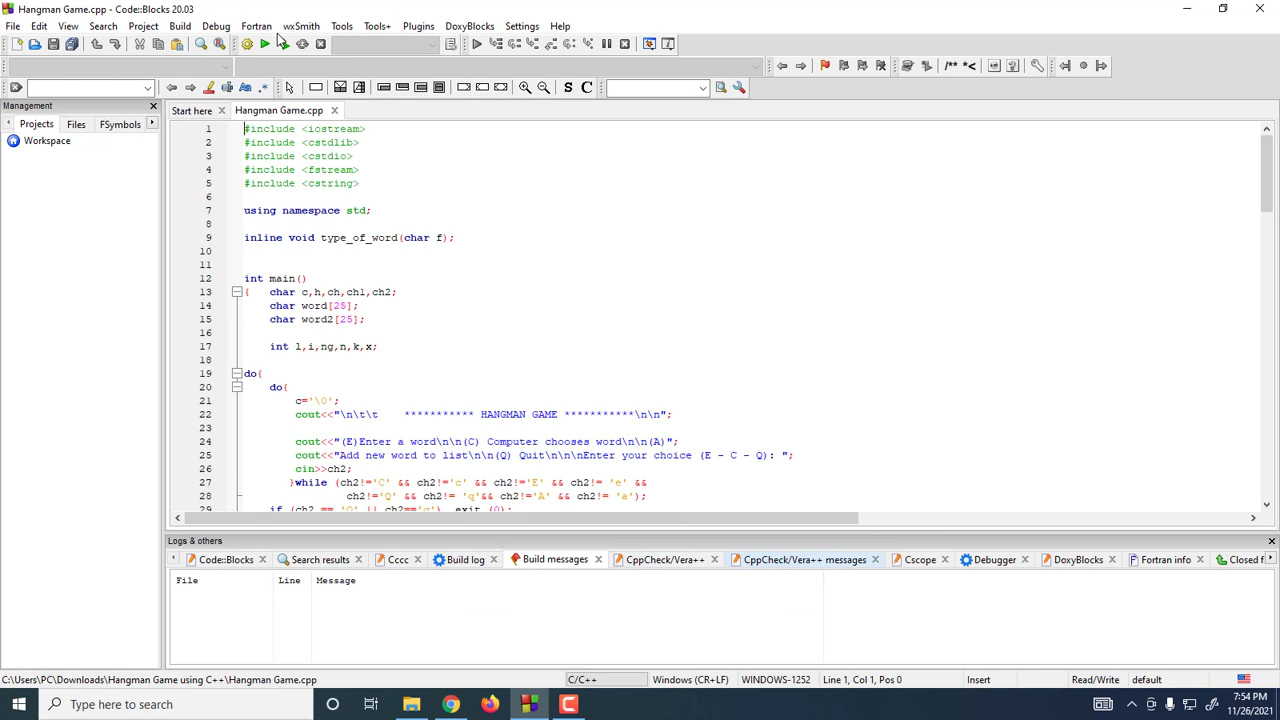 Hangman Game.cpp - Code::Blocks 20.03
File Edit View Search Project Build Debug Fortran wxSmith Tools Tools+ Plugins DoxyBlocks Settings Help
/** *<
Aa .*
S C
Management
Start here Hangman Game.cpp
Projects Files FSymbols
Workspace
1 #include <iostream>
2 #include <cstdlib>
3 #include <cstdio>
4 #include <fstream>
5 #include <cstring>
6
7 using namespace std;
8
9 inline void type_of_word(char f);
10
11
12 int main()
13 { char c,h,ch,ch1,ch2;
14 char word[25];
15 char word2[25];
16
17 int l,i,ng,n,k,x;
18
19 do{
20 do{
21 c='\0';
22 cout<<"\n\t\t *********** HANGMAN GAME ***********\n\n";
23
24 cout<<"(E)Enter a word\n\n(C) Computer chooses word\n\n(A)";
25 cout<<"Add new word to list\n\n(Q) Quit\n\n\nEnter your choice (E - C - Q): ";
26 cin>>ch2;
27 }while (ch2!='C' && ch2!='c' && ch2!='E' && ch2!= 'e' &&
28 ch2!='Q' && ch2!= 'q'&& ch2!='A' && ch2!= 'a');
29 if (ch2 == 'Q' || ch2=='q') exit (0);
Logs & others
Code::Blocks Search results Cccc Build log Build messages CppCheck/Vera++ CppCheck/Vera++ messages Cscope Debugger DoxyBlocks Fortran info Closed f
File Line Message
C:\Users\PC\Downloads\Hangman Game using C++\Hangman Game.cpp C/C++ Windows (CR+LF) WINDOWS-1252 Line 1, Col 1, Pos 0 Insert Read/Write default
Type here to search
7:54 PM
11/26/2021